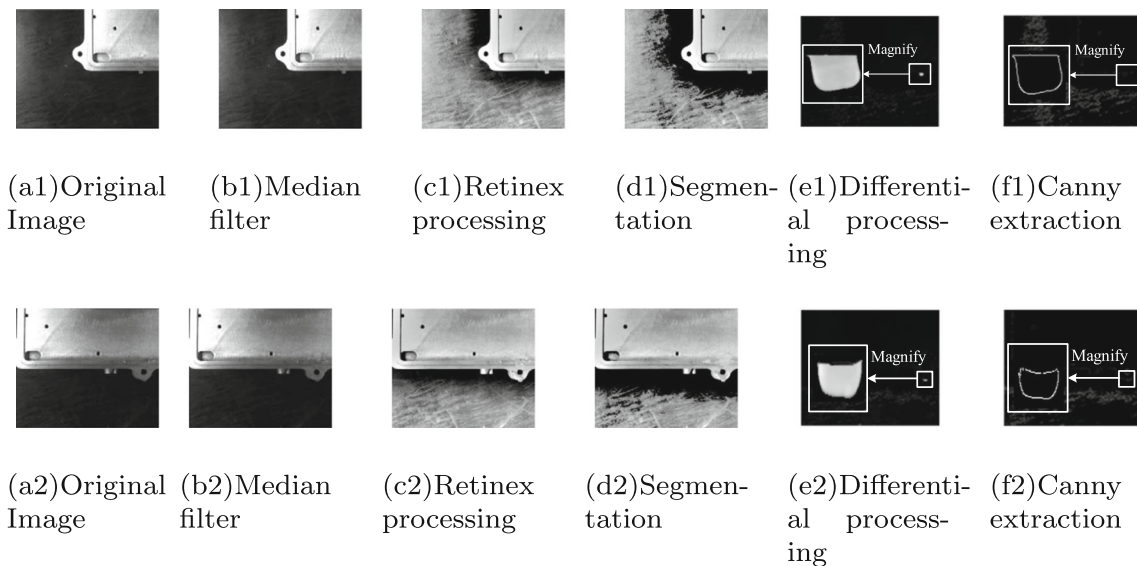 Magnify
Magnify
(a1)Original
Image
(b1)Median
filter
(c1)Retinex
processing
(d1)Segmen-
tation
(e1)Differenti-
al process-
ing
(f1)Canny
extraction
Magnify
Magnify
(a2)Original
Image
(b2)Median
filter
(c2)Retinex
processing
(d2)Segmen-
tation
(e2)Differenti-
al process-
ing
(f2)Canny
extraction